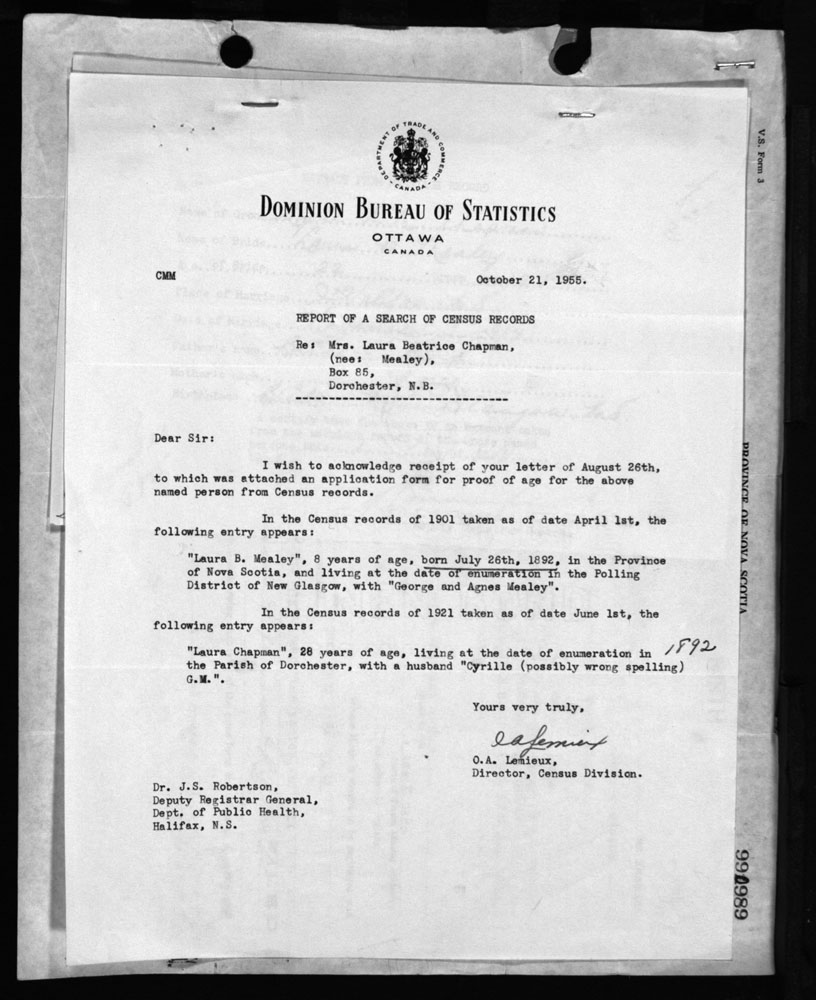 V.S. Form 3
DEPARTMENT OF TRADE AND COMMERCE
CANADA
DOMINION BUREAU OF STATISTICS
OTTAWA
CANADA
CMM
October 21, 1955.
REPORT OF A SEARCH OF CENSUS RECORDS
Re: Mrs. Laura Beatrice Chapman,
(nee: Mealey),
Box 85,
Dorchester, N.B.
Dear Sir:
I wish to acknowledge receipt of your letter of August 26th,
to which was attached an application form for proof of age for the above
named person from Census records.
In the Census records of 1901 taken as of date April 1st, the
following entry appears:
"Laura B. Mealey", 8 years of age, born July 26th, 1892, in the Province
of Nova Scotia, and living at the date of enumeration in the Polling
District of New Glasgow, with "George and Agnes Mealey".
In the Census records of 1921 taken as of date June 1st, the
following entry appears:
"Laura Chapman", 28 years of age, living at the date of enumeration in 1892
the Parish of Dorchester, with a husband "Cyrille (possibly wrong spelling)
G.M.".
Yours very truly,
O.A. Lemieux
O.A. Lemieux,
Director, Census Division.
Dr. J.S. Robertson,
Deputy Registrar General,
Dept. of Public Health,
Halifax, N.S.
PROVINCE OF NOVA SCOTIA